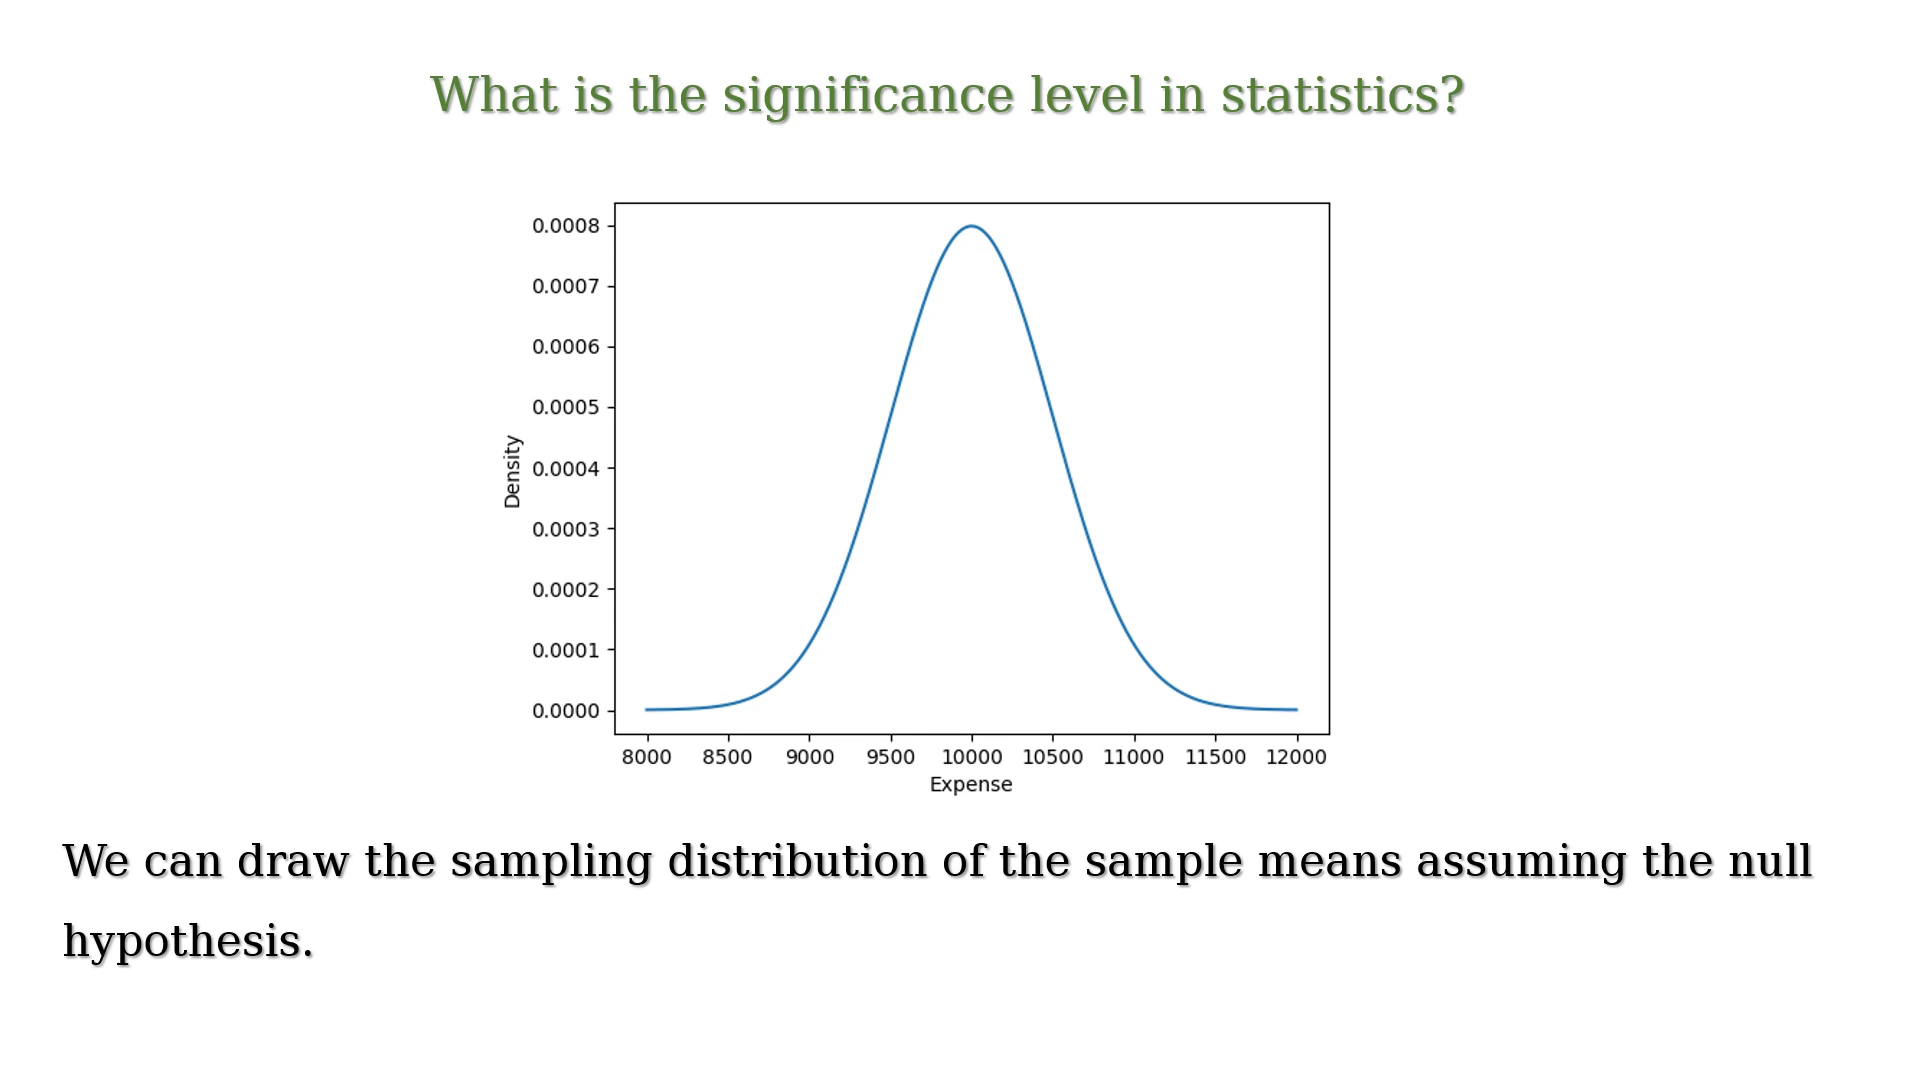 What is the significance level in statistics?
0.0008
0.0007
0.0006
0.0005
0.0004
0.0003
0.0002
0.0001
0.0000
Density
8000 8500 9000 9500 10000 10500 11000 11500 12000
Expense
We can draw the sampling distribution of the sample means assuming the null
hypothesis.